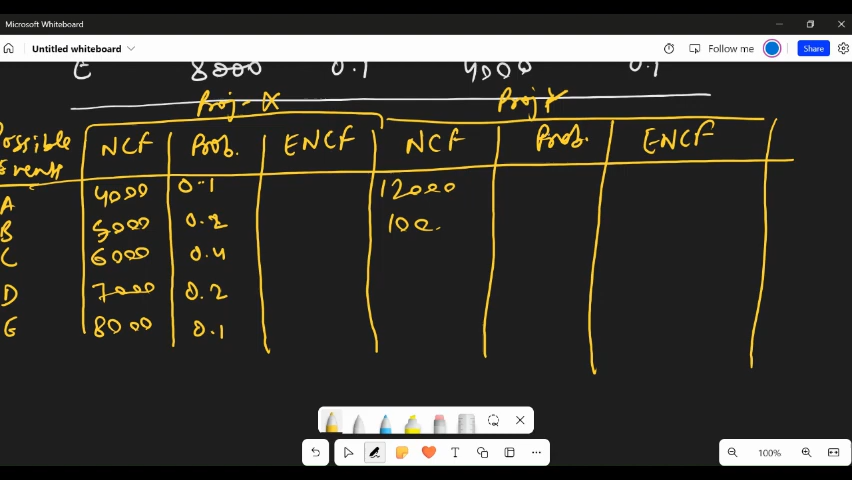 Microsoft Whiteboard
Untitled whiteboard
Follow me
Share
E 8000 0.1 4000 0.1
Proj-X Proj Y
Possible Events NCF Prob. ENCF NCF Prob. ENCF
A 4000 0.1 12000
B 5000 0.2 100
C 6000 0.4
D 7000 0.2
E 8000 0.1
100%